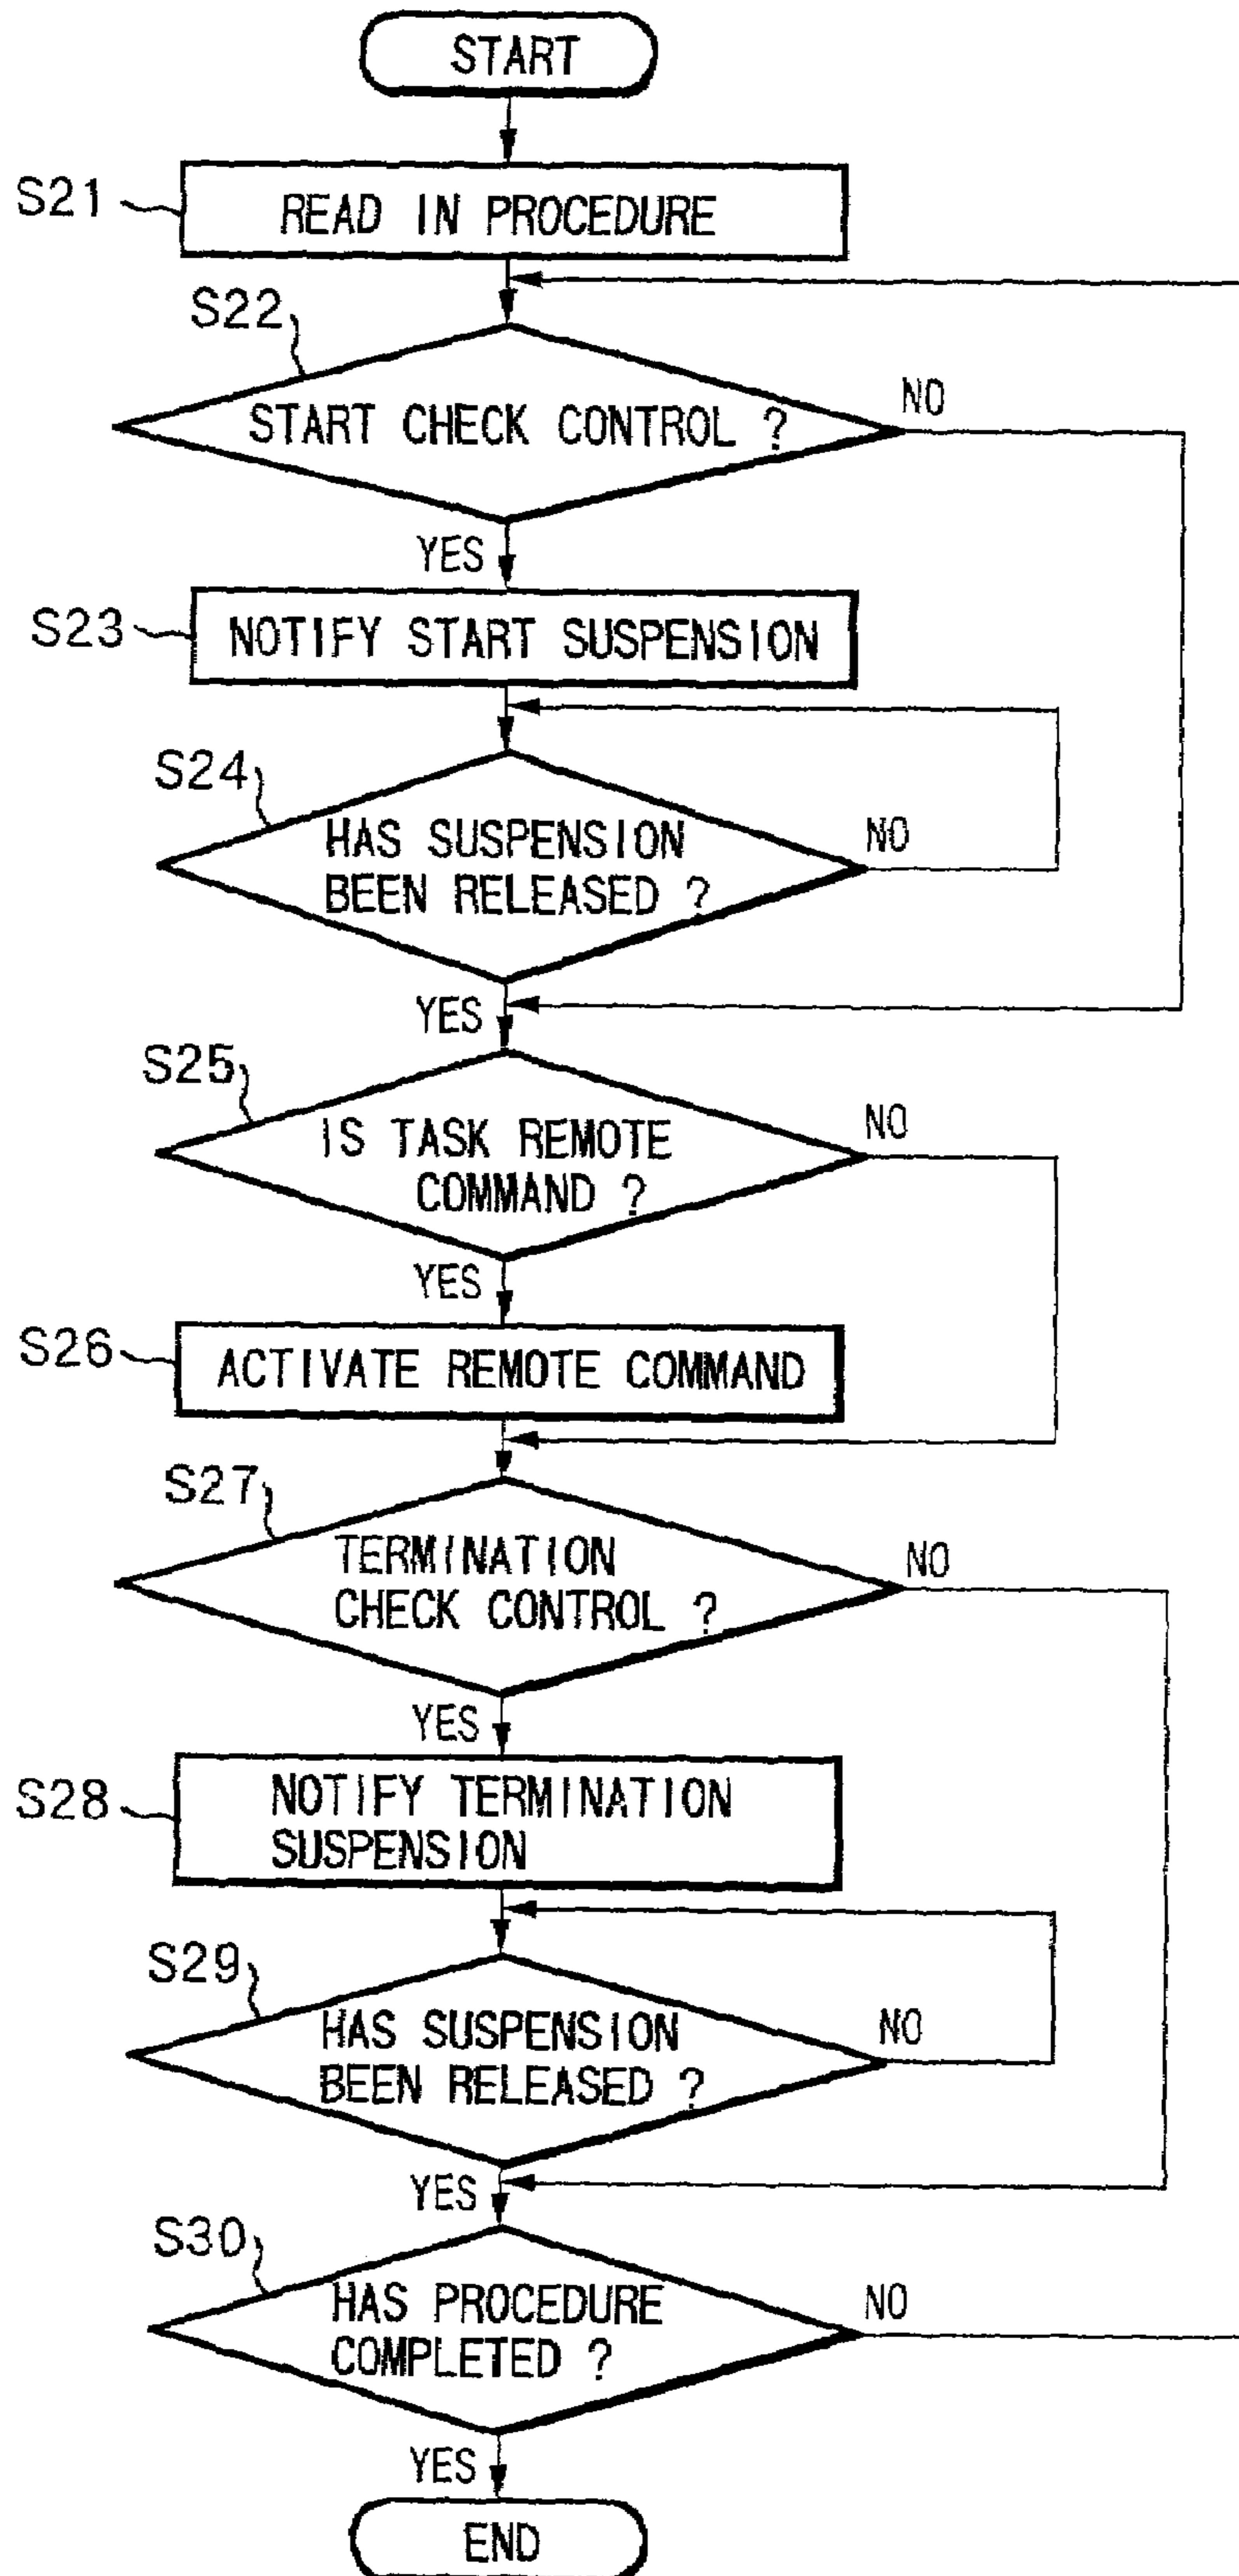 START
S21
READ IN PROCEDURE
S22
START CHECK CONTROL ?
NO
YES
S23
NOTIFY START SUSPENSION
S24
HAS SUSPENSION
BEEN RELEASED ?
NO
YES
S25
IS TASK REMOTE
COMMAND ?
NO
YES
S26
ACTIVATE REMOTE COMMAND
S27
TERMINATION
CHECK CONTROL ?
NO
YES
S28
NOTIFY TERMINATION
SUSPENSION
S29
HAS SUSPENSION
BEEN RELEASED ?
NO
YES
S30
HAS PROCEDURE
COMPLETED ?
NO
YES
END